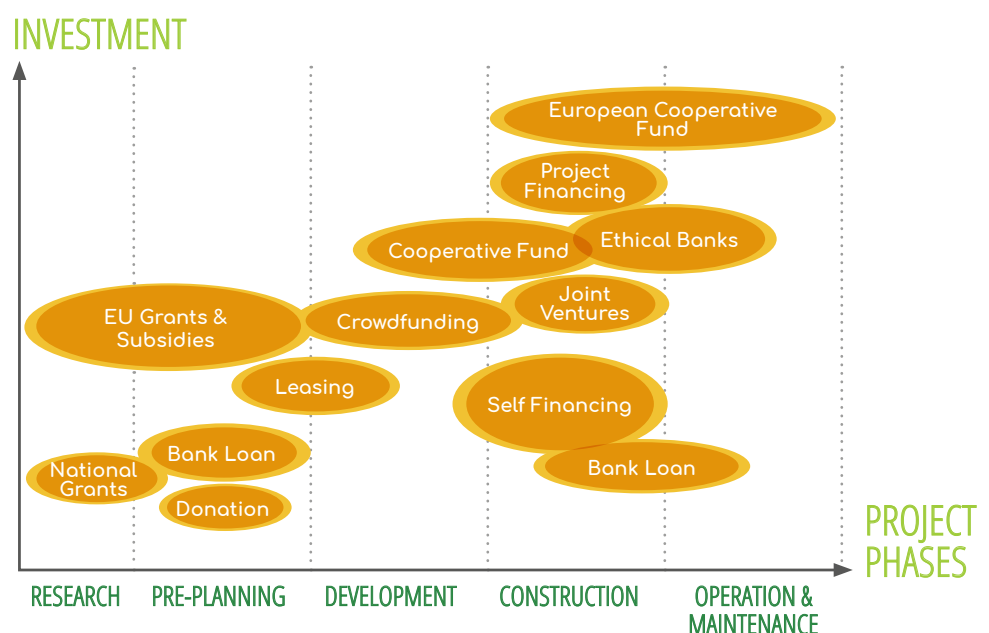 INVESTMENT
European Cooperative
Fund
Project
Financing
Cooperative Fund
Ethical Banks
EU Grants &
Subsidies
Crowdfunding
Joint
Ventures
Leasing
Self Financing
National
Grants
Bank Loan
Donation
Bank Loan
PROJECT
PHASES
RESEARCH
PRE-PLANNING
DEVELOPMENT
CONSTRUCTION
OPERATION &
MAINTENANCE